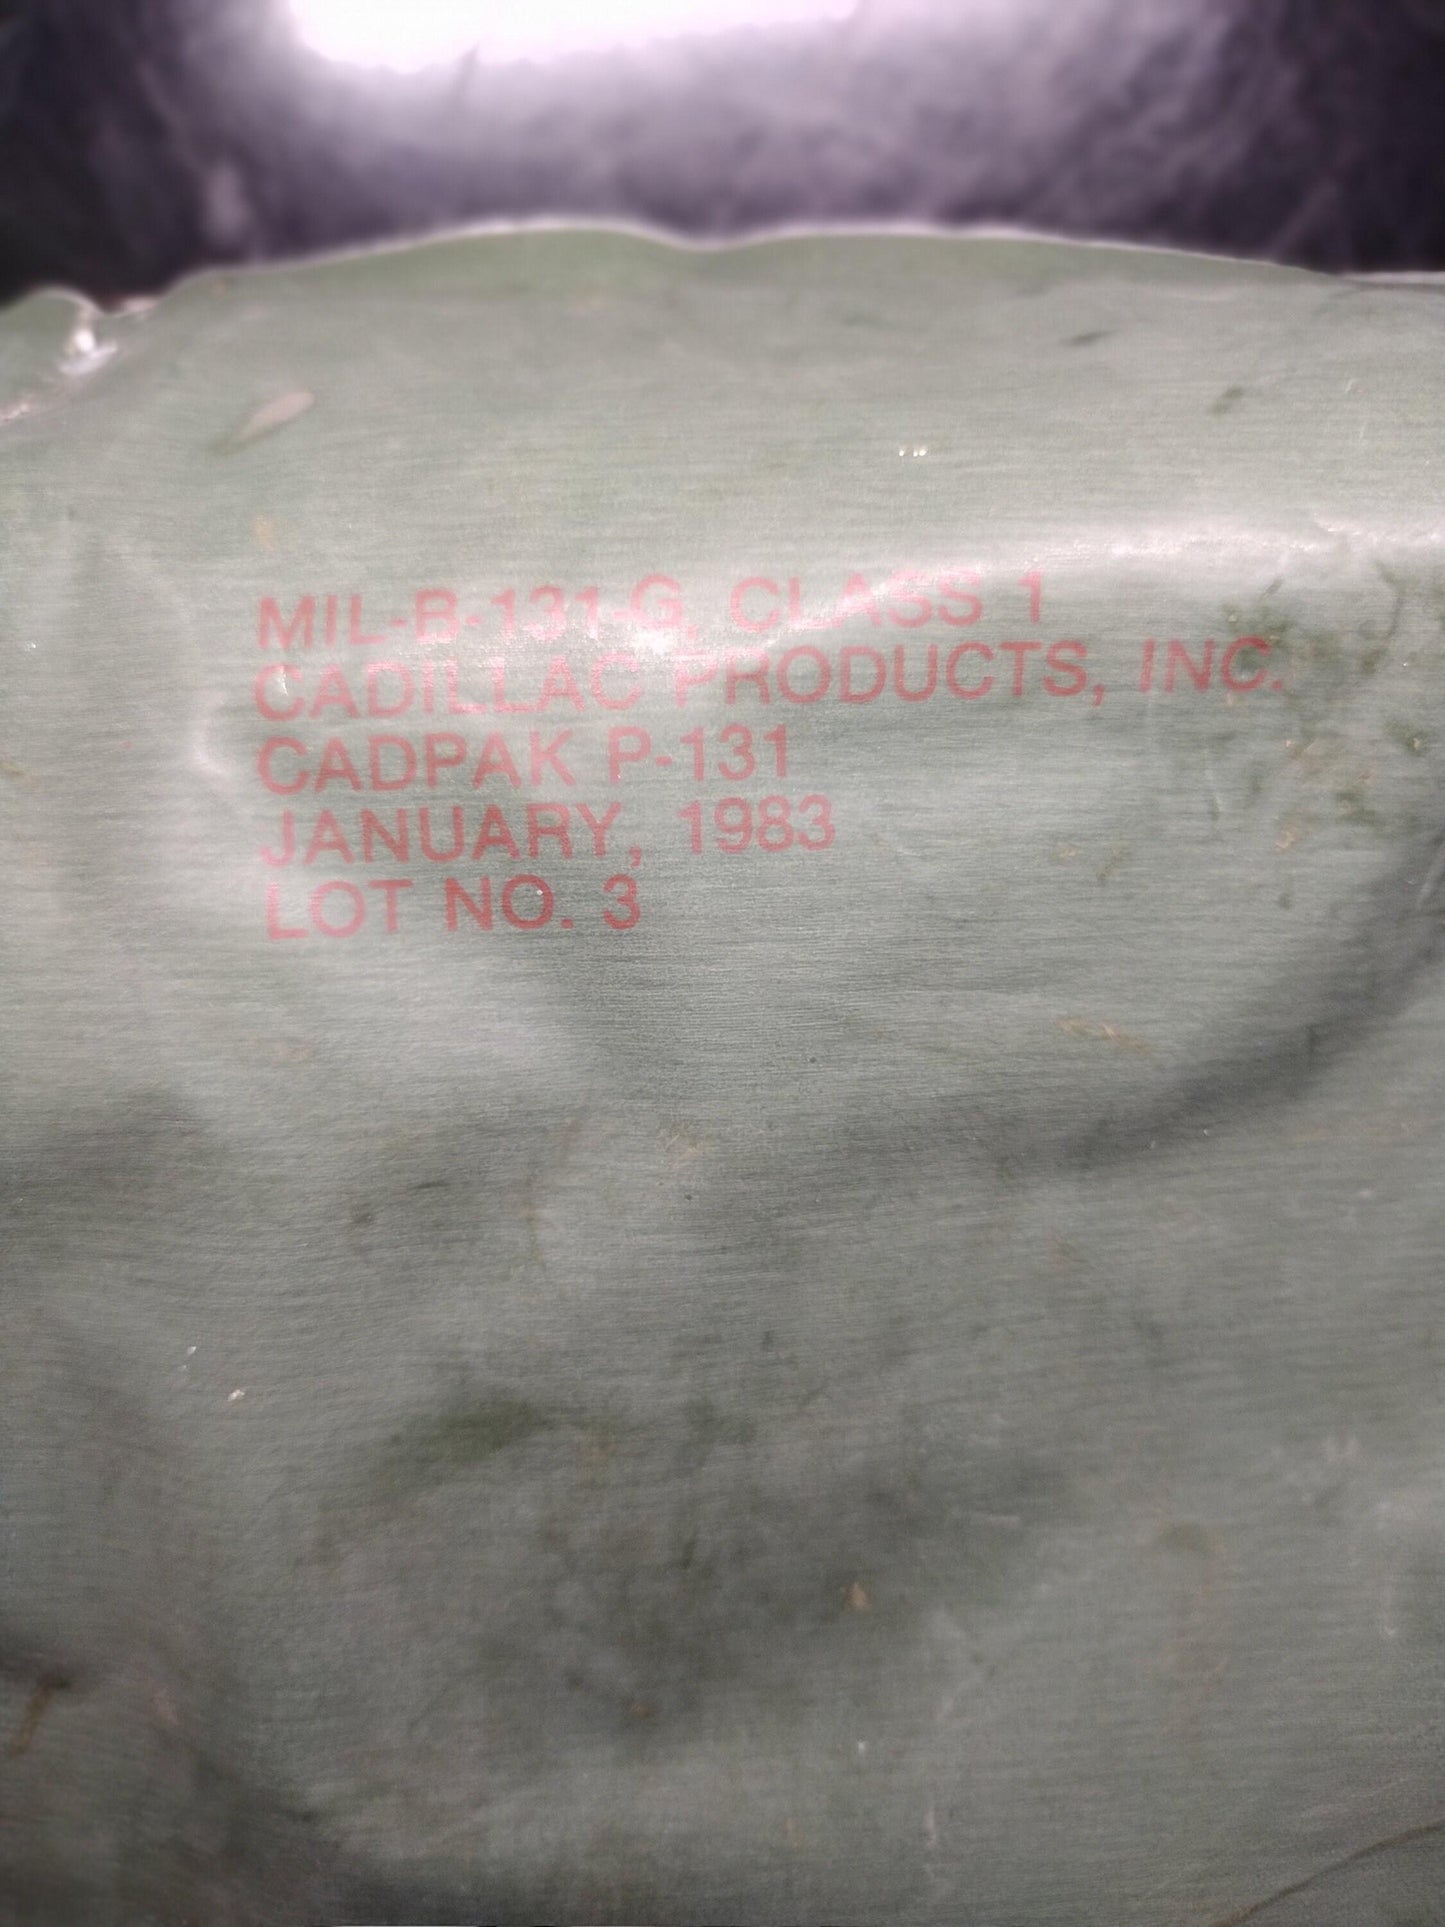 MIL-B-131-G, CLASS 1
CADILLAC PRODUCTS, INC.
CADPAK P-131
JANUARY, 1983
LOT NO. 3